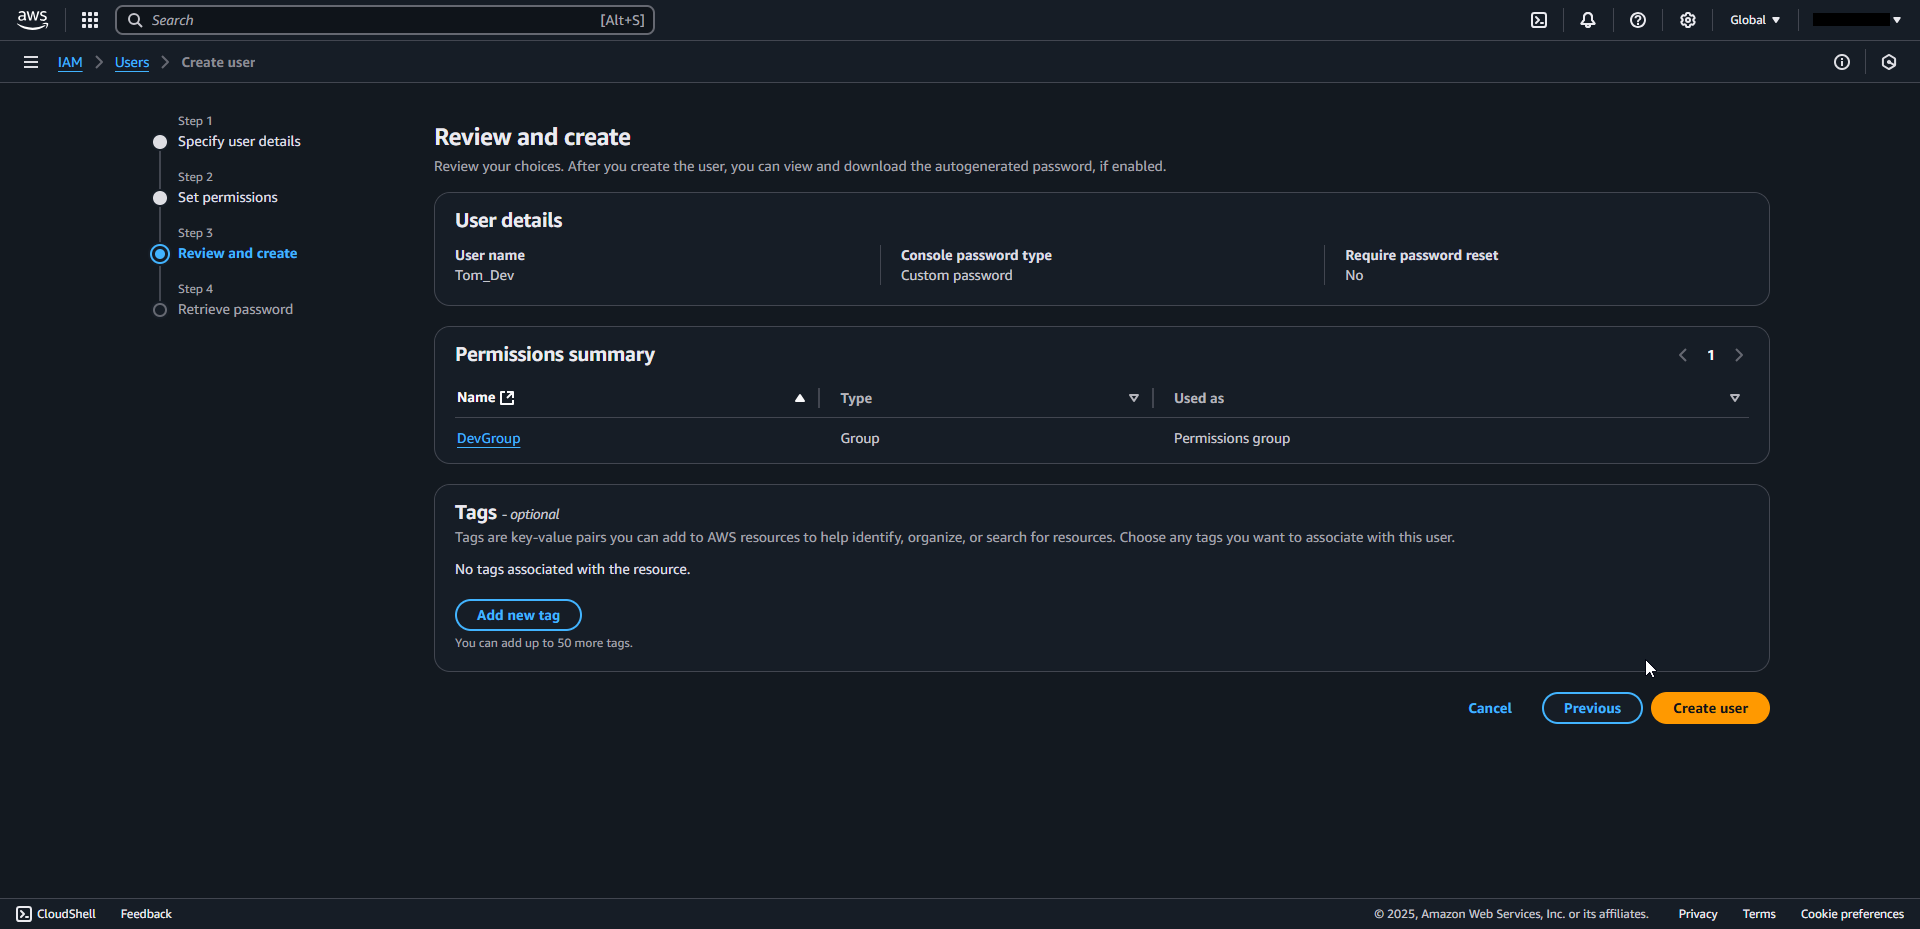 aws
Search [Alt+S]
Global
IAM Users Create user
Step 1
Specify user details
Step 2
Set permissions
Step 3
Review and create
Step 4
Retrieve password
Review and create
Review your choices. After you create the user, you can view and download the autogenerated password, if enabled.
User details
User name
Tom_Dev
Console password type
Custom password
Require password reset
No
Permissions summary
1
Name Type Used as
DevGroup Group Permissions group
Tags - optional
Tags are key-value pairs you can add to AWS resources to help identify, organize, or search for resources. Choose any tags you want to associate with this user.
No tags associated with the resource.
Add new tag
You can add up to 50 more tags.
Cancel Previous Create user
CloudShell Feedback © 2025, Amazon Web Services, Inc. or its affiliates. Privacy Terms Cookie preferences